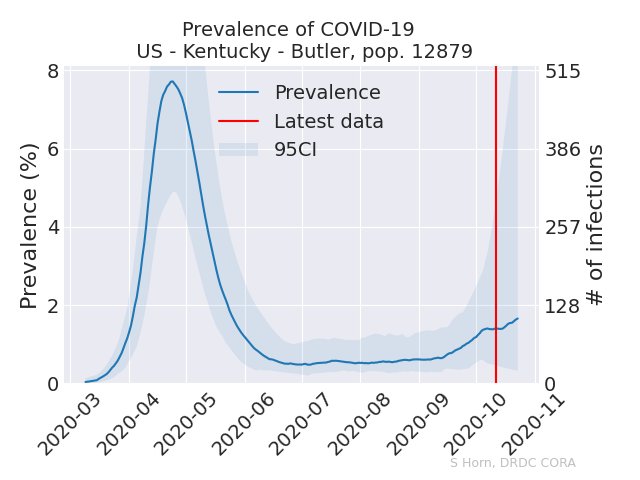 Prevalence of COVID-19
US - Kentucky - Butler, pop. 12879
Prevalence
Latest data
95CI
Prevalence (%)
8
6
4
2
0
515
386
257
128
0
# of infections
2020-03
2020-04
2020-05
2020-06
2020-07
2020-08
2020-09
2020-10
2020-11
S Horn, DRDC CORA